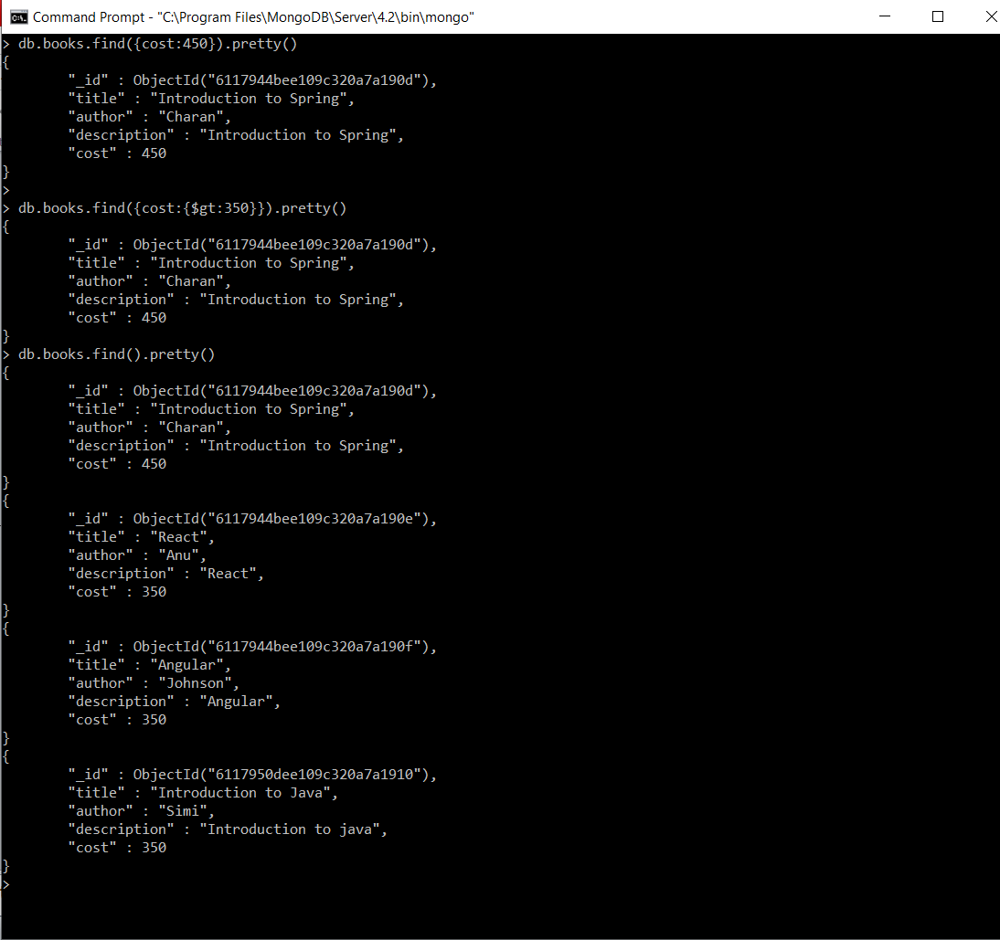 Command Prompt - "C:\Program Files\MongoDB\Server\4.2\bin\mongo"
> db.books.find({cost:450}).pretty()
{
        "_id" : ObjectId("6117944bee109c320a7a190d"),
        "title" : "Introduction to Spring",
        "author" : "Charan",
        "description" : "Introduction to Spring",
        "cost" : 450
}
>
> db.books.find({cost:{$gt:350}}).pretty()
{
        "_id" : ObjectId("6117944bee109c320a7a190d"),
        "title" : "Introduction to Spring",
        "author" : "Charan",
        "description" : "Introduction to Spring",
        "cost" : 450
}
> db.books.find().pretty()
{
        "_id" : ObjectId("6117944bee109c320a7a190d"),
        "title" : "Introduction to Spring",
        "author" : "Charan",
        "description" : "Introduction to Spring",
        "cost" : 450
}
{
        "_id" : ObjectId("6117944bee109c320a7a190e"),
        "title" : "React",
        "author" : "Anu",
        "description" : "React",
        "cost" : 350
}
{
        "_id" : ObjectId("6117944bee109c320a7a190f"),
        "title" : "Angular",
        "author" : "Johnson",
        "description" : "Angular",
        "cost" : 350
}
{
        "_id" : ObjectId("6117950dee109c320a7a1910"),
        "title" : "Introduction to Java",
        "author" : "Simi",
        "description" : "Introduction to java",
        "cost" : 350
}
>